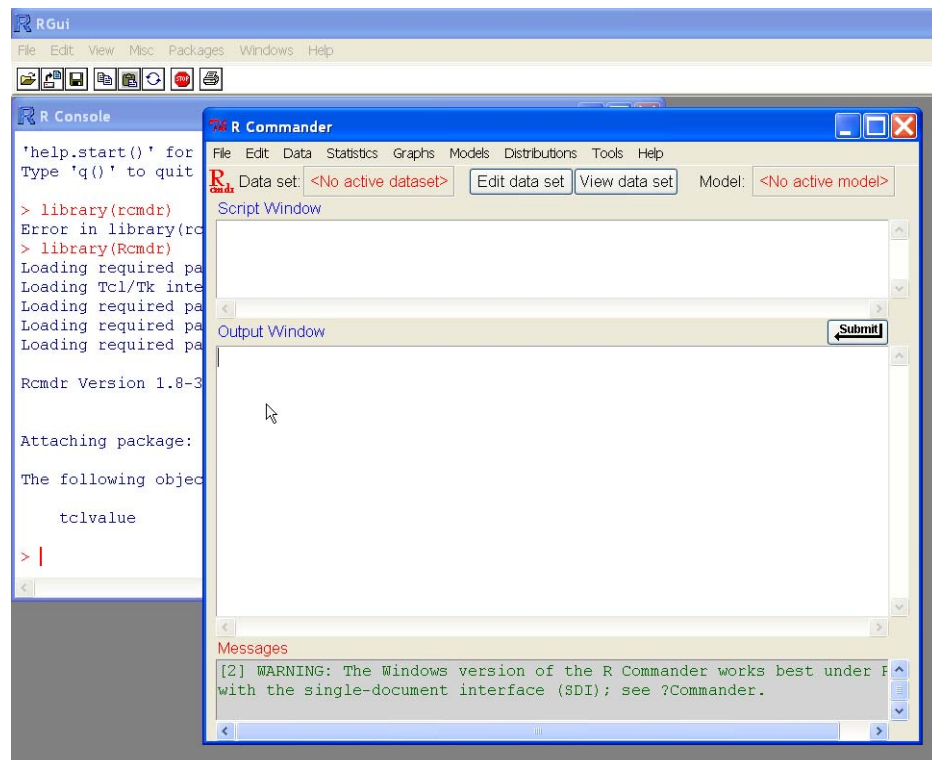 RGui
File Edit View Misc Packages Windows Help
STOP
R Console
'help.start()' for
Type 'q()' to quit
> library(rcmdr)
Error in library(rc
> library(Rcmdr)
Loading required pa
Loading Tcl/Tk inte
Loading required pa
Loading required pa
Loading required pa
Rcmdr Version 1.8-3
Attaching package:
The following objec
tclvalue
>
R Commander
File Edit Data Statistics Graphs Models Distributions Tools Help
R cmdr Data set: <No active dataset> Edit data set View data set Model: <No active model>
Script Window
Output Window
Submit
Messages
[2] WARNING: The Windows version of the R Commander works best under
with the single-document interface (SDI); see ?Commander.